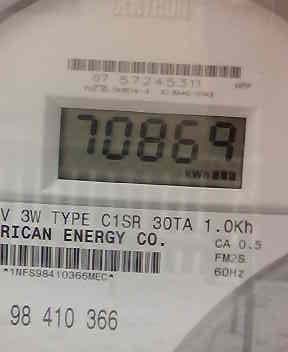 07 57245311
70869
kWh
V 3W TYPE C1SR 30TA 1.0Kh
RICAN ENERGY CO.
CA 0.5
FM2S
60Hz
*1NFS98410366MEC*
98 410 366